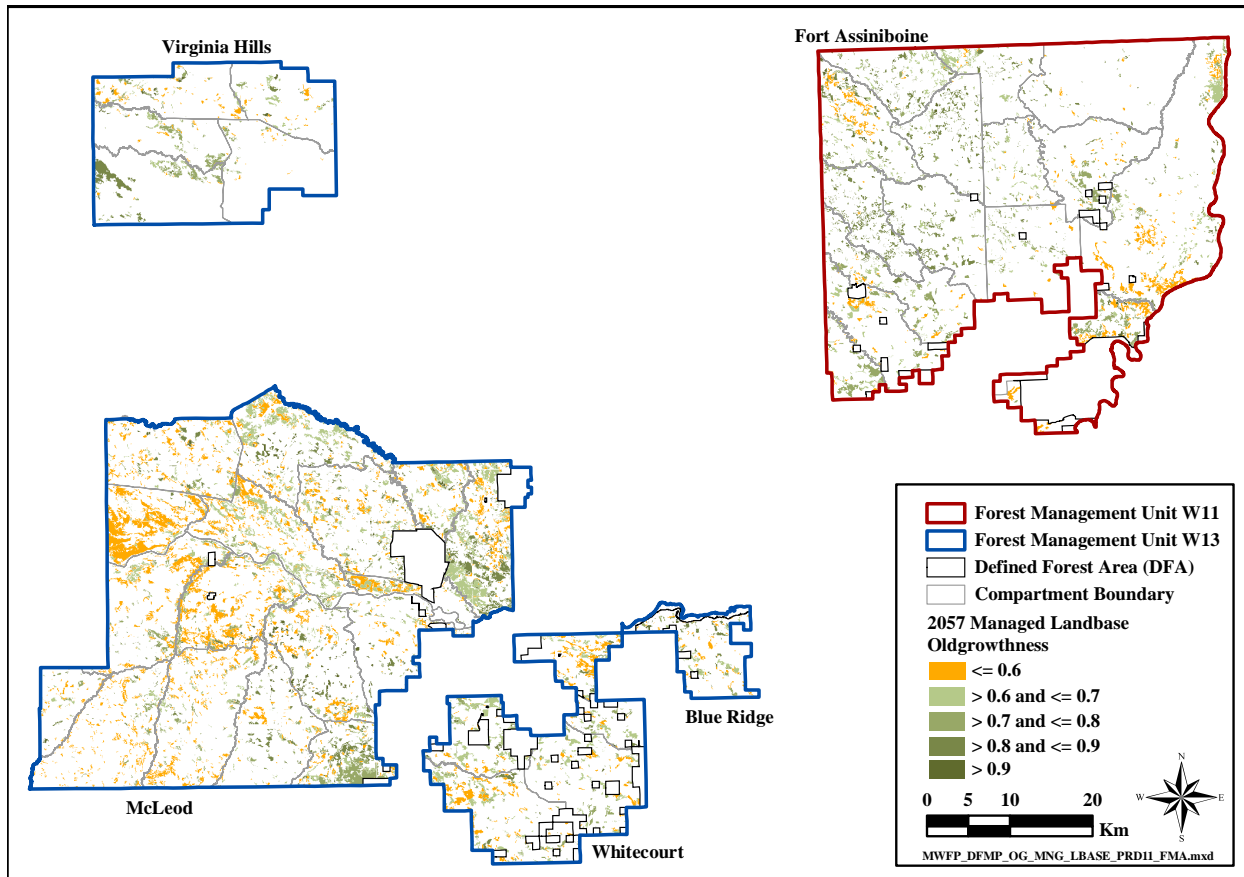 Virginia Hills
Fort Assiniboine
McLeod
Blue Ridge
Whitecourt
Forest Management Unit W11
Forest Management Unit W13
Defined Forest Area (DFA)
Compartment Boundary
2057 Managed Landbase
Oldgrowthness
<= 0.6
> 0.6 and <= 0.7
> 0.7 and <= 0.8
> 0.8 and <= 0.9
> 0.9
0 5 10 20
Km
N
W E
S
MWFP_DFMP_OG_MNG_LBASE_PRD11_FMA.mxd